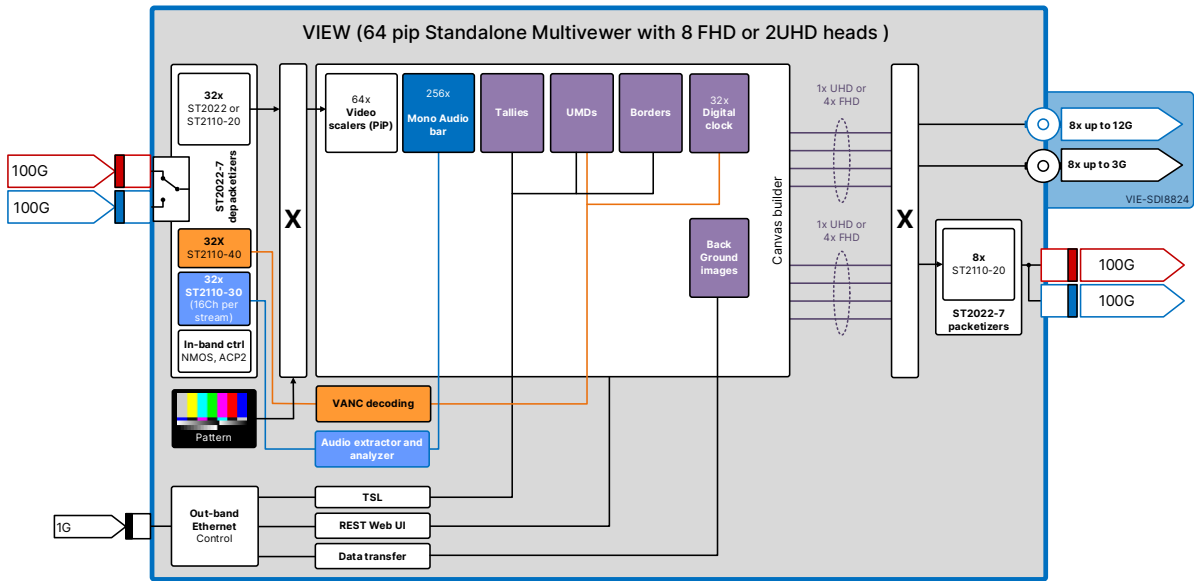 VIEW (64 pip Standalone Multivewer with 8 FHD or 2UHD heads )
100G
100G
32x
ST2022 or
ST2110-20
ST2022-7
depacketizers
32X
ST2110-40
32x
ST2110-30
(16Ch per
stream)
In-band ctrl
NMOS, ACP2
Pattern
X
64x
Video
scalers (PiP)
256x
Mono Audio
bar
Tallies
UMDs
Borders
32x
Digital
clock
Back
Ground
images
Canvas builder
VANC decoding
Audio extractor and
analyzer
1G
Out-band
Ethernet
Control
TSL
REST Web UI
Data transfer
1x UHD or
4x FHD
1x UHD or
4x FHD
X
8x up to 12G
8x up to 3G
VIE-SDI8824
8x
ST2110-20
ST2022-7
packetizers
100G
100G